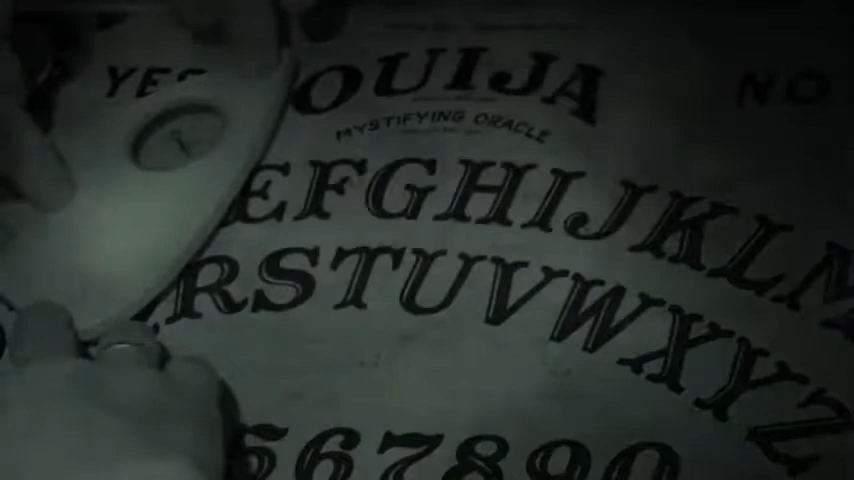 YES OUIJA NO
MYSTIFYING ORACLE
EFGHIJKLM
RSTUVWXYZ
567890